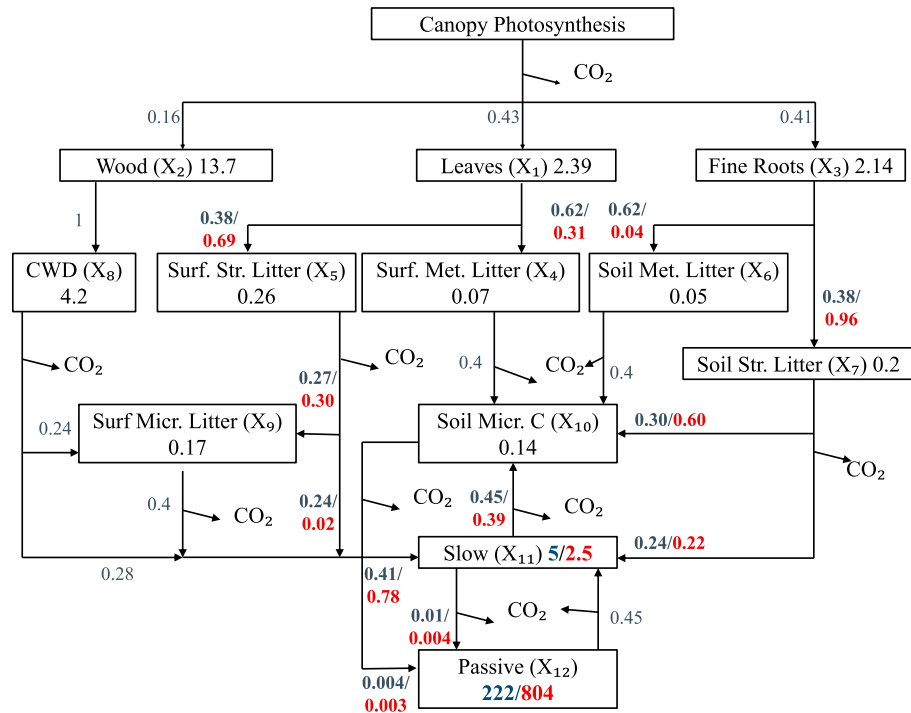 Canopy Photosynthesis
CO₂
0.16
0.43
0.41
Wood (X₂) 13.7
Leaves (X₁) 2.39
Fine Roots (X₃) 2.14
1
0.38/
0.69
0.62/
0.31
0.62/
0.04
CWD (X₈)
4.2
Surf. Str. Litter (X₅)
0.26
Surf. Met. Litter (X₄)
0.07
Soil Met. Litter (X₆)
0.05
0.38/
0.96
CO₂
CO₂
0.4
CO₂
0.4
Soil Str. Litter (X₇) 0.2
0.27/
0.30
0.24
Surf Micr. Litter (X₉)
0.17
Soil Micr. C (X₁₀)
0.14
0.30/0.60
CO₂
0.4
CO₂
0.24/
0.02
CO₂
0.45/
0.39
CO₂
0.28
Slow (X₁₁) 5/2.5
0.24/0.22
0.41/
0.78
0.01/
0.004
CO₂
0.45
0.004/
0.003
Passive (X₁₂)
222/804